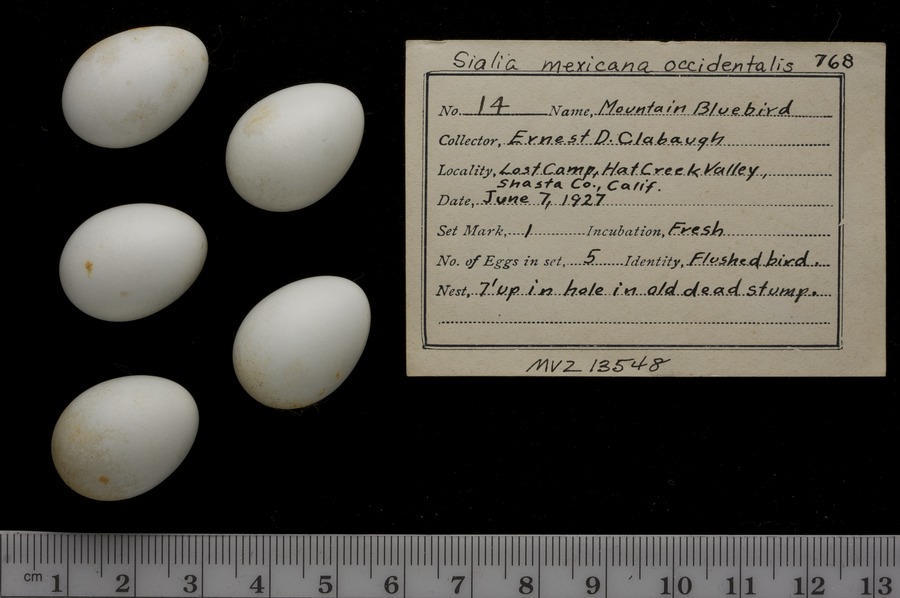 Sialia mexicana occidentalis 768
No. 14 Name, Mountain Bluebird
Collector, Ernest D. Clabaugh
Locality, Lost Camp, Hat Creek Valley,
Shasta Co., Calif.
Date, June 7, 1927
Set Mark, 1 Incubation, Fresh
No. of Eggs in set, 5 Identity, Flushed bird.
Nest, 7' up in hole in old dead stump.
MVZ 13548
cm 1 2 3 4 5 6 7 8 9 10 11 12 13